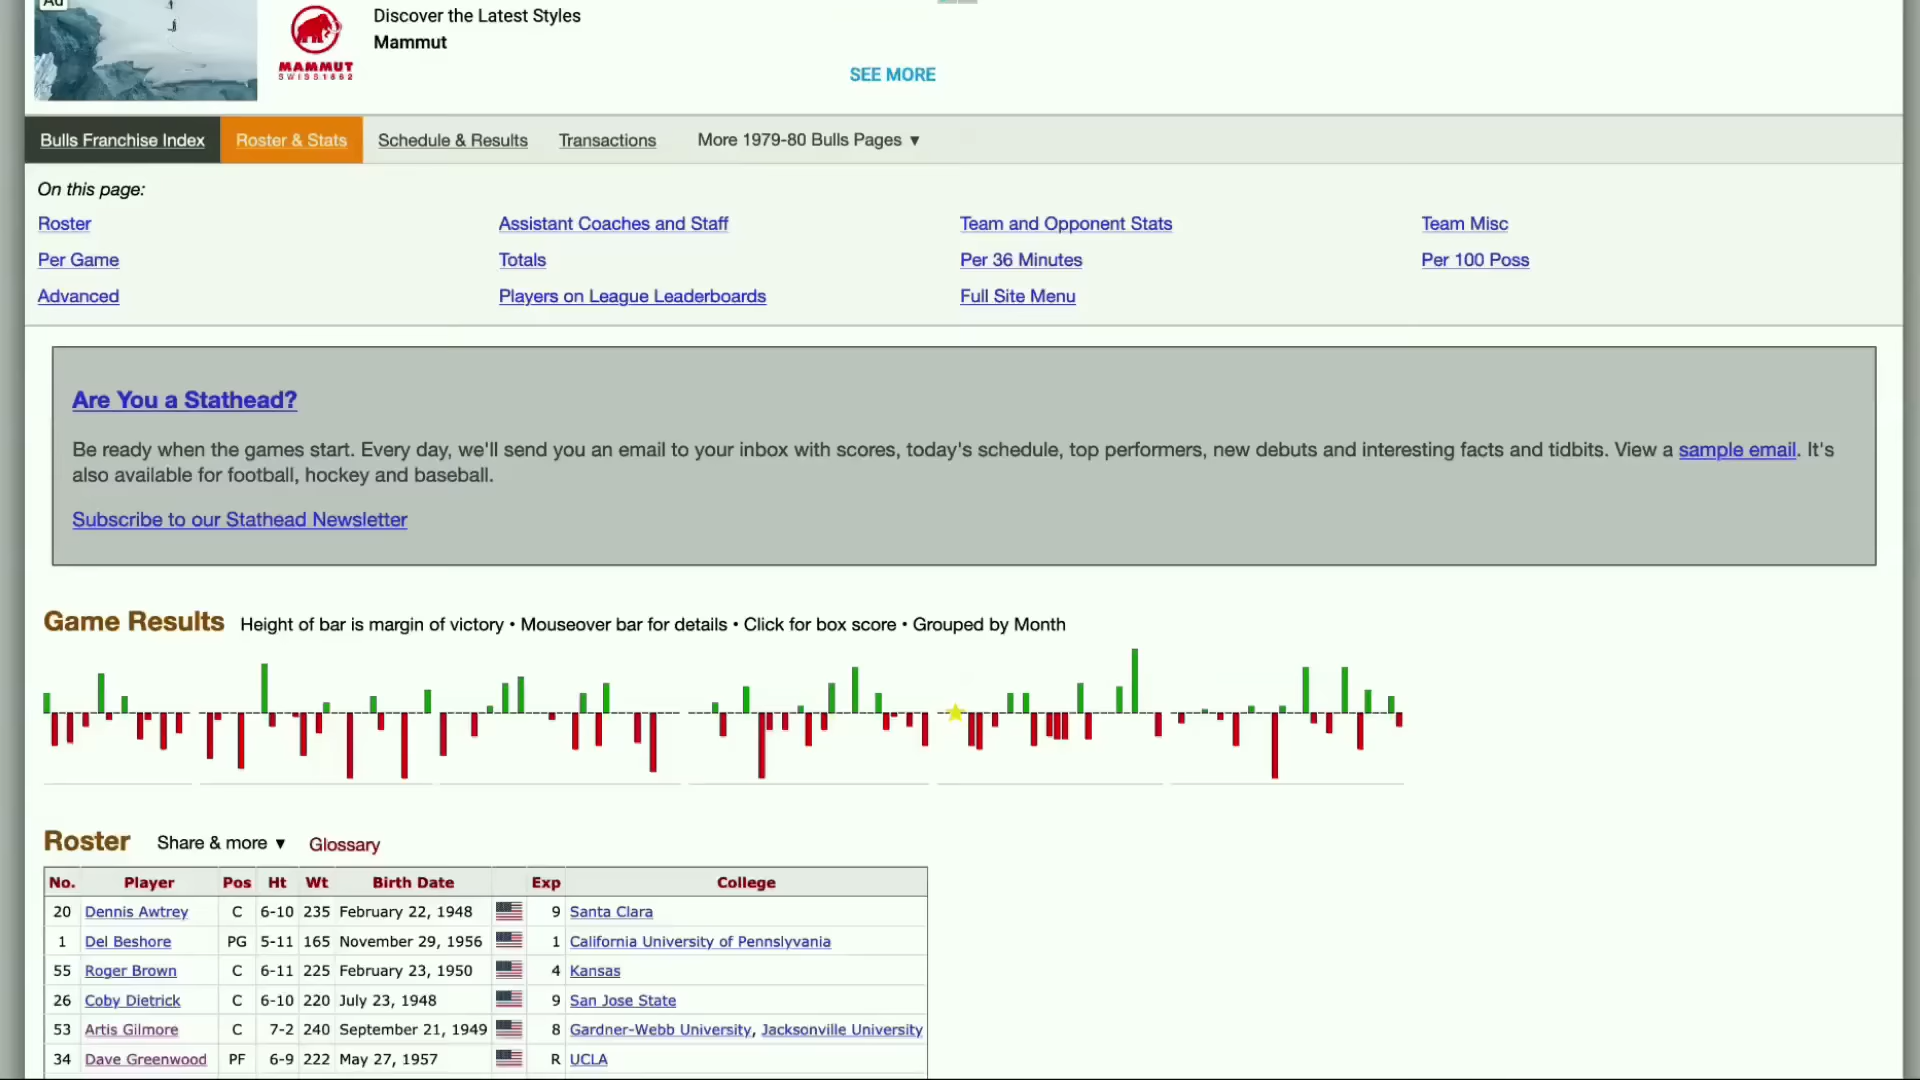 Ad
Discover the Latest Styles
Mammut
MAMMUT
SWISS 1862
SEE MORE
Bulls Franchise Index Roster & Stats Schedule & Results Transactions More 1979-80 Bulls Pages ▼
On this page:
Roster Assistant Coaches and Staff Team and Opponent Stats Team Misc
Per Game Totals Per 36 Minutes Per 100 Poss
Advanced Players on League Leaderboards Full Site Menu
Are You a Stathead?
Be ready when the games start. Every day, we'll send you an email to your inbox with scores, today's schedule, top performers, new debuts and interesting facts and tidbits. View a sample email. It's
also available for football, hockey and baseball.
Subscribe to our Stathead Newsletter
Game Results Height of bar is margin of victory • Mouseover bar for details • Click for box score • Grouped by Month
Roster Share & more ▼ Glossary
No. Player Pos Ht Wt Birth Date Exp College
20 Dennis Awtrey C 6-10 235 February 22, 1948 9 Santa Clara
1 Del Beshore PG 5-11 165 November 29, 1956 1 California University of Pennslyvania
55 Roger Brown C 6-11 225 February 23, 1950 4 Kansas
26 Coby Dietrick C 6-10 220 July 23, 1948 9 San Jose State
53 Artis Gilmore C 7-2 240 September 21, 1949 8 Gardner-Webb University, Jacksonville University
34 Dave Greenwood PF 6-9 222 May 27, 1957 R UCLA